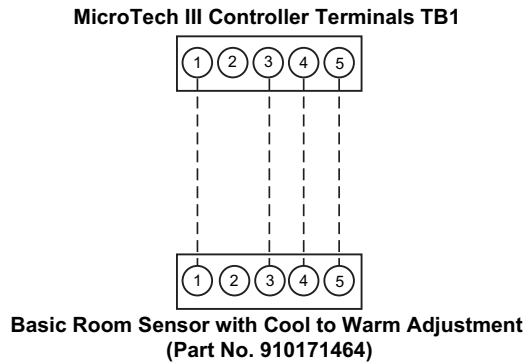 MicroTech III Controller Terminals TB1
1 2 3 4 5
1 2 3 4 5
Basic Room Sensor with Cool to Warm Adjustment
(Part No. 910171464)